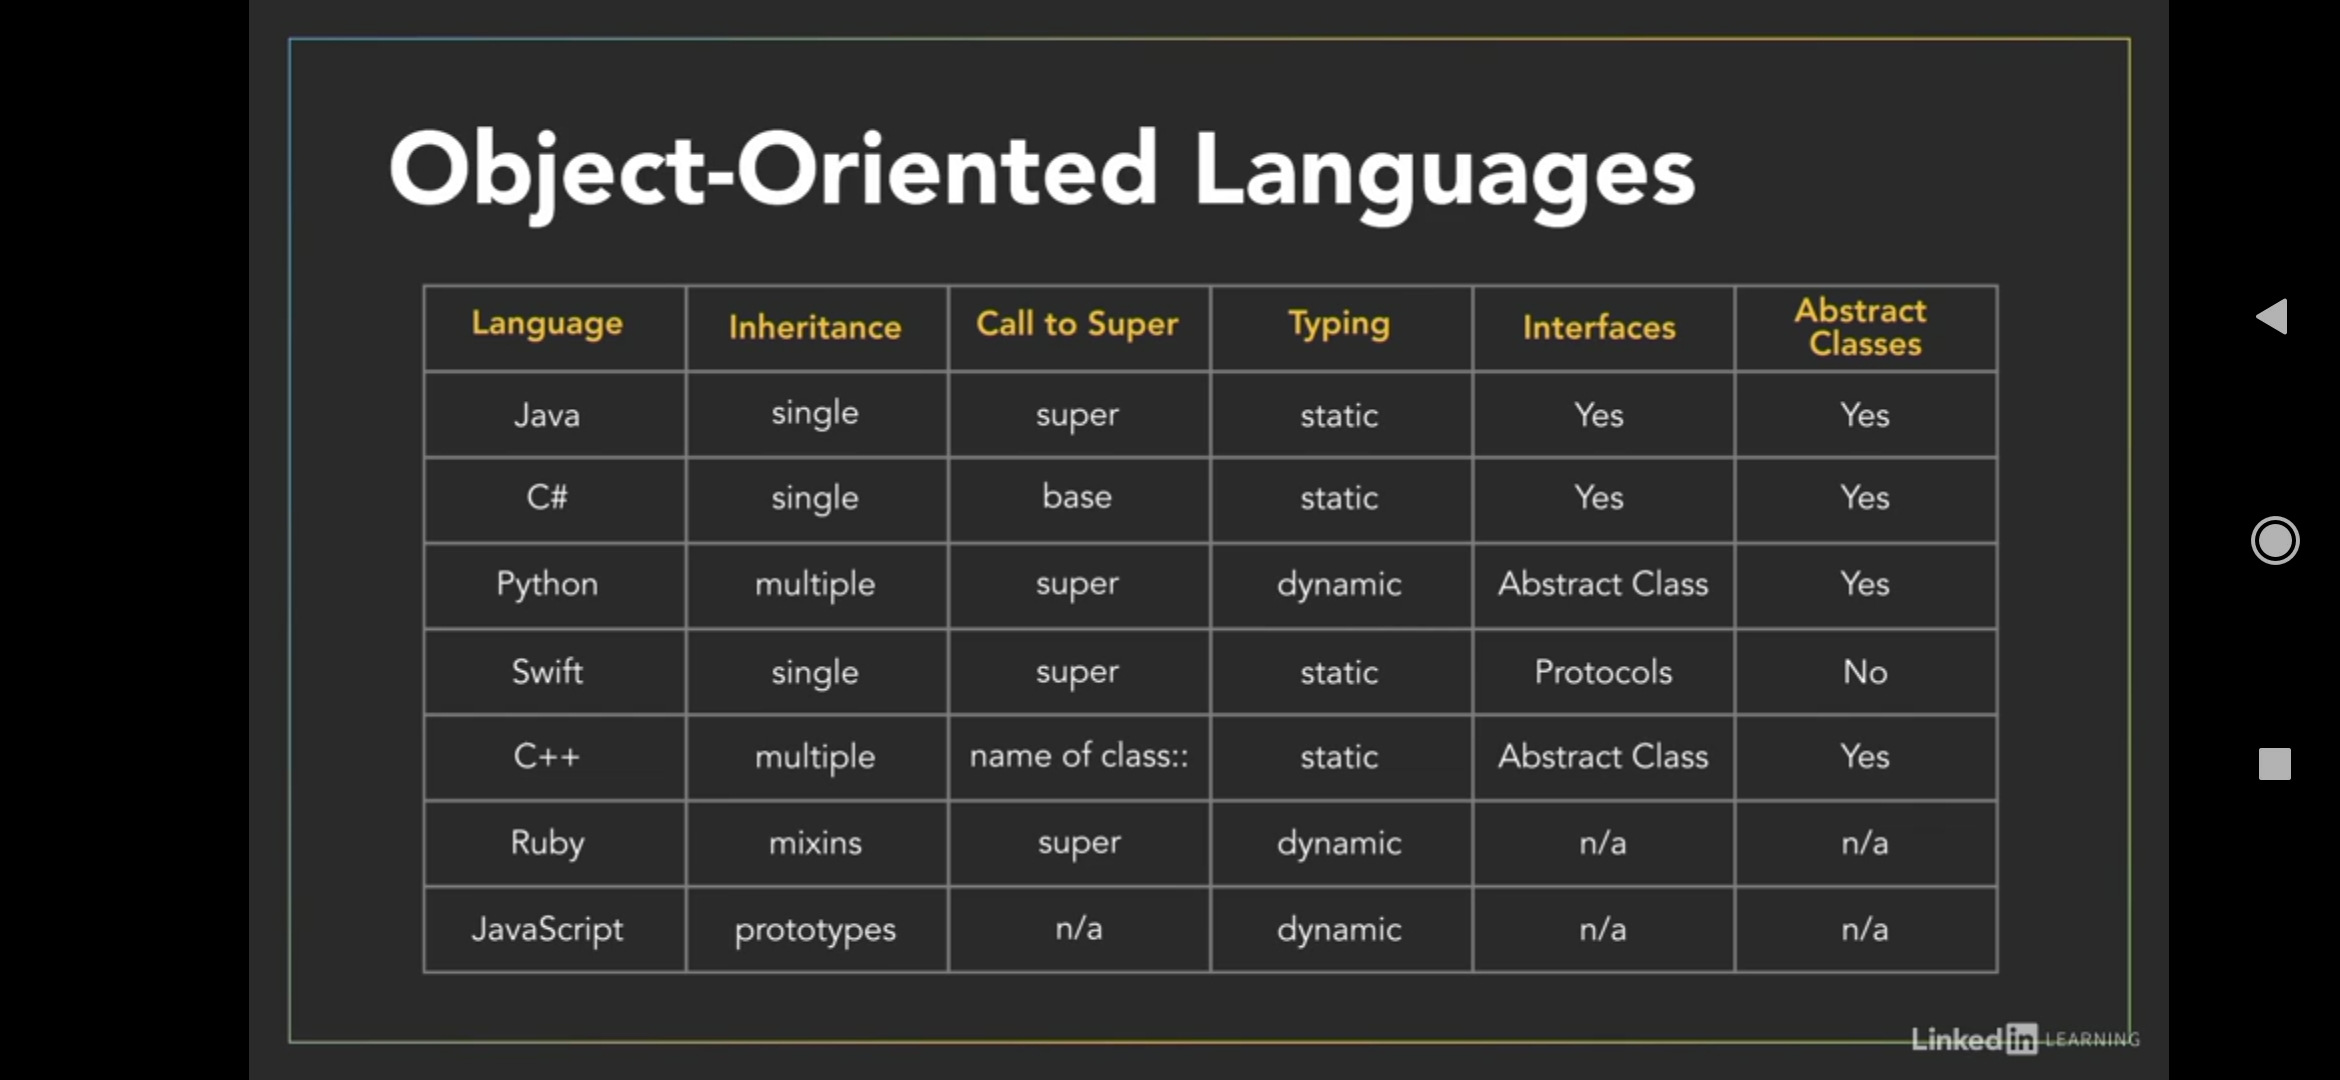 Object-Oriented Languages
Language Inheritance Call to Super Typing Interfaces Abstract Classes
Java single super static Yes Yes
C# single base static Yes Yes
Python multiple super dynamic Abstract Class Yes
Swift single super static Protocols No
C++ multiple name of class:: static Abstract Class Yes
Ruby mixins super dynamic n/a n/a
JavaScript prototypes n/a dynamic n/a n/a
Linked in LEARNING